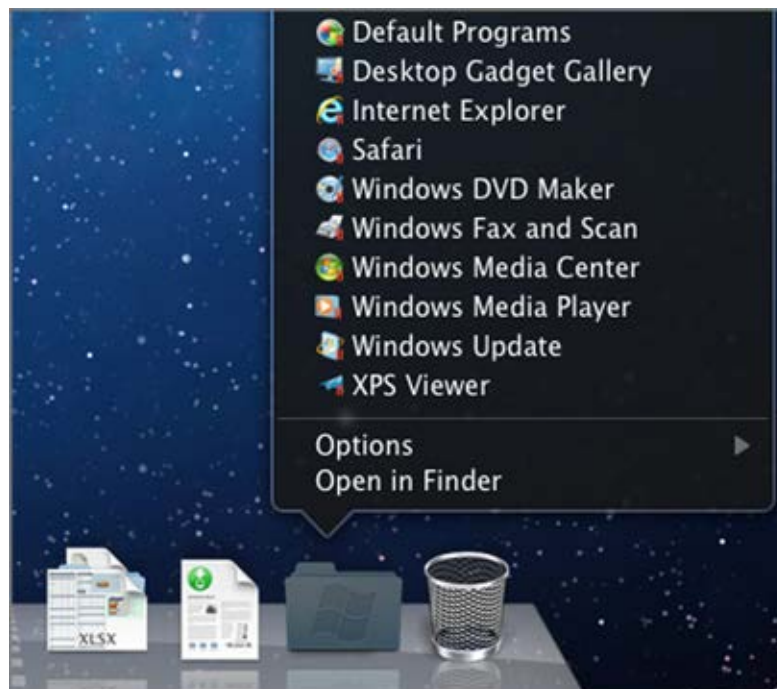 Default Programs
Desktop Gadget Gallery
Internet Explorer
Safari
Windows DVD Maker
Windows Fax and Scan
Windows Media Center
Windows Media Player
Windows Update
XPS Viewer
Options
Open in Finder
XLSX